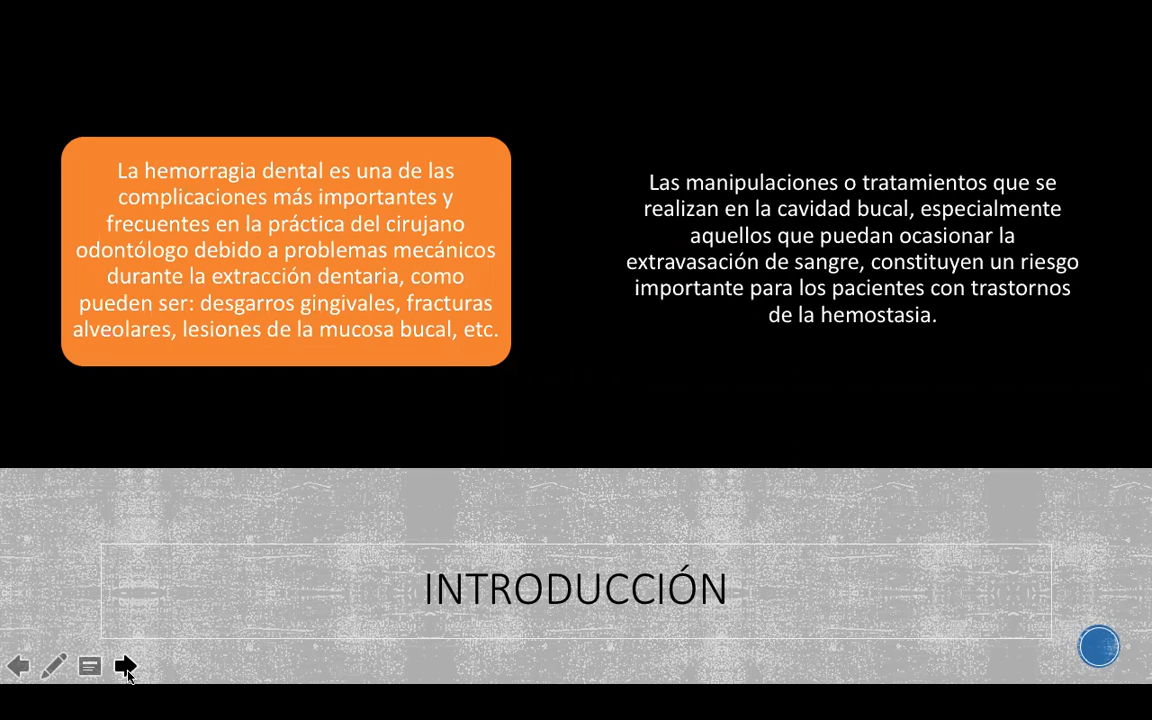 La hemorragia dental es una de las
complicaciones más importantes y
frecuentes en la práctica del cirujano
odontólogo debido a problemas mecánicos
durante la extracción dentaria, como
pueden ser: desgarros gingivales, fracturas
alveolares, lesiones de la mucosa bucal, etc.
Las manipulaciones o tratamientos que se
realizan en la cavidad bucal, especialmente
aquellos que puedan ocasionar la
extravasación de sangre, constituyen un riesgo
importante para los pacientes con trastornos
de la hemostasia.
INTRODUCCIÓN